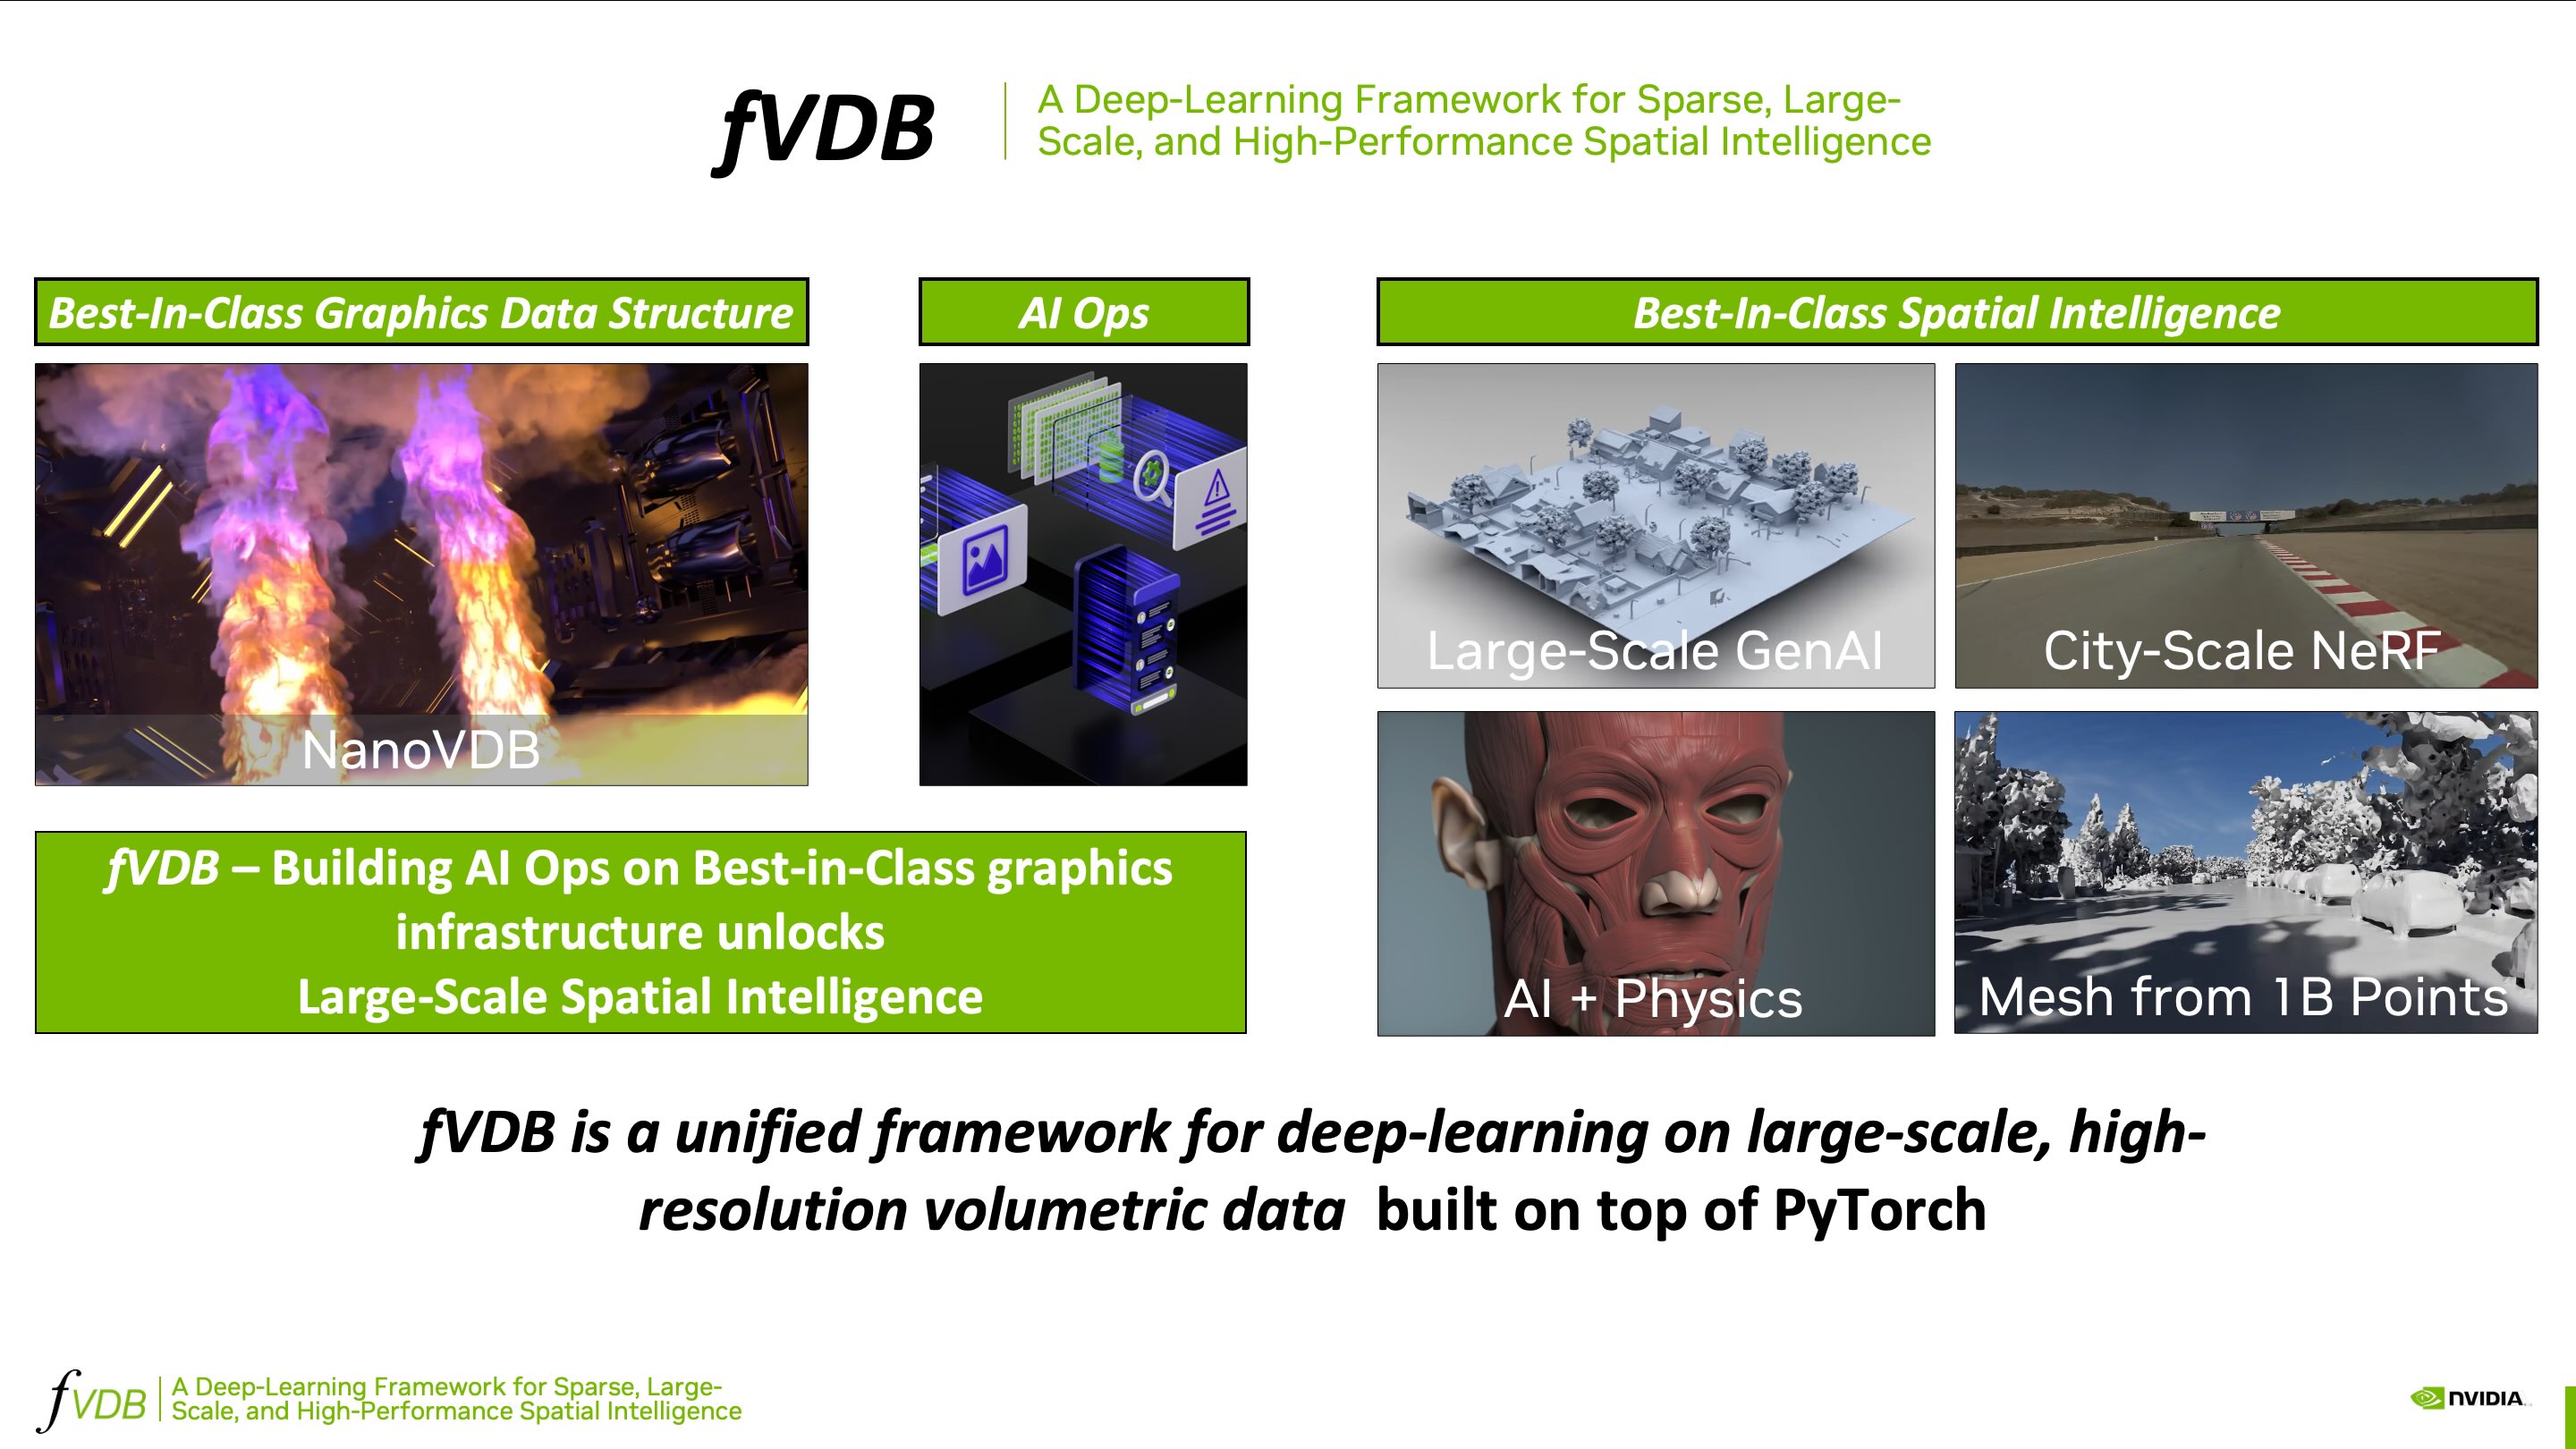 fVDB
A Deep-Learning Framework for Sparse, Large-
Scale, and High-Performance Spatial Intelligence
Best-In-Class Graphics Data Structure
AI Ops
Best-In-Class Spatial Intelligence
NanoVDB
Large-Scale GenAI
City-Scale NeRF
AI + Physics
Mesh from 1B Points
fVDB – Building AI Ops on Best-in-Class graphics
infrastructure unlocks
Large-Scale Spatial Intelligence
fVDB is a unified framework for deep-learning on large-scale, high-
resolution volumetric data built on top of PyTorch
fVDB
A Deep-Learning Framework for Sparse, Large-
Scale, and High-Performance Spatial Intelligence
NVIDIA